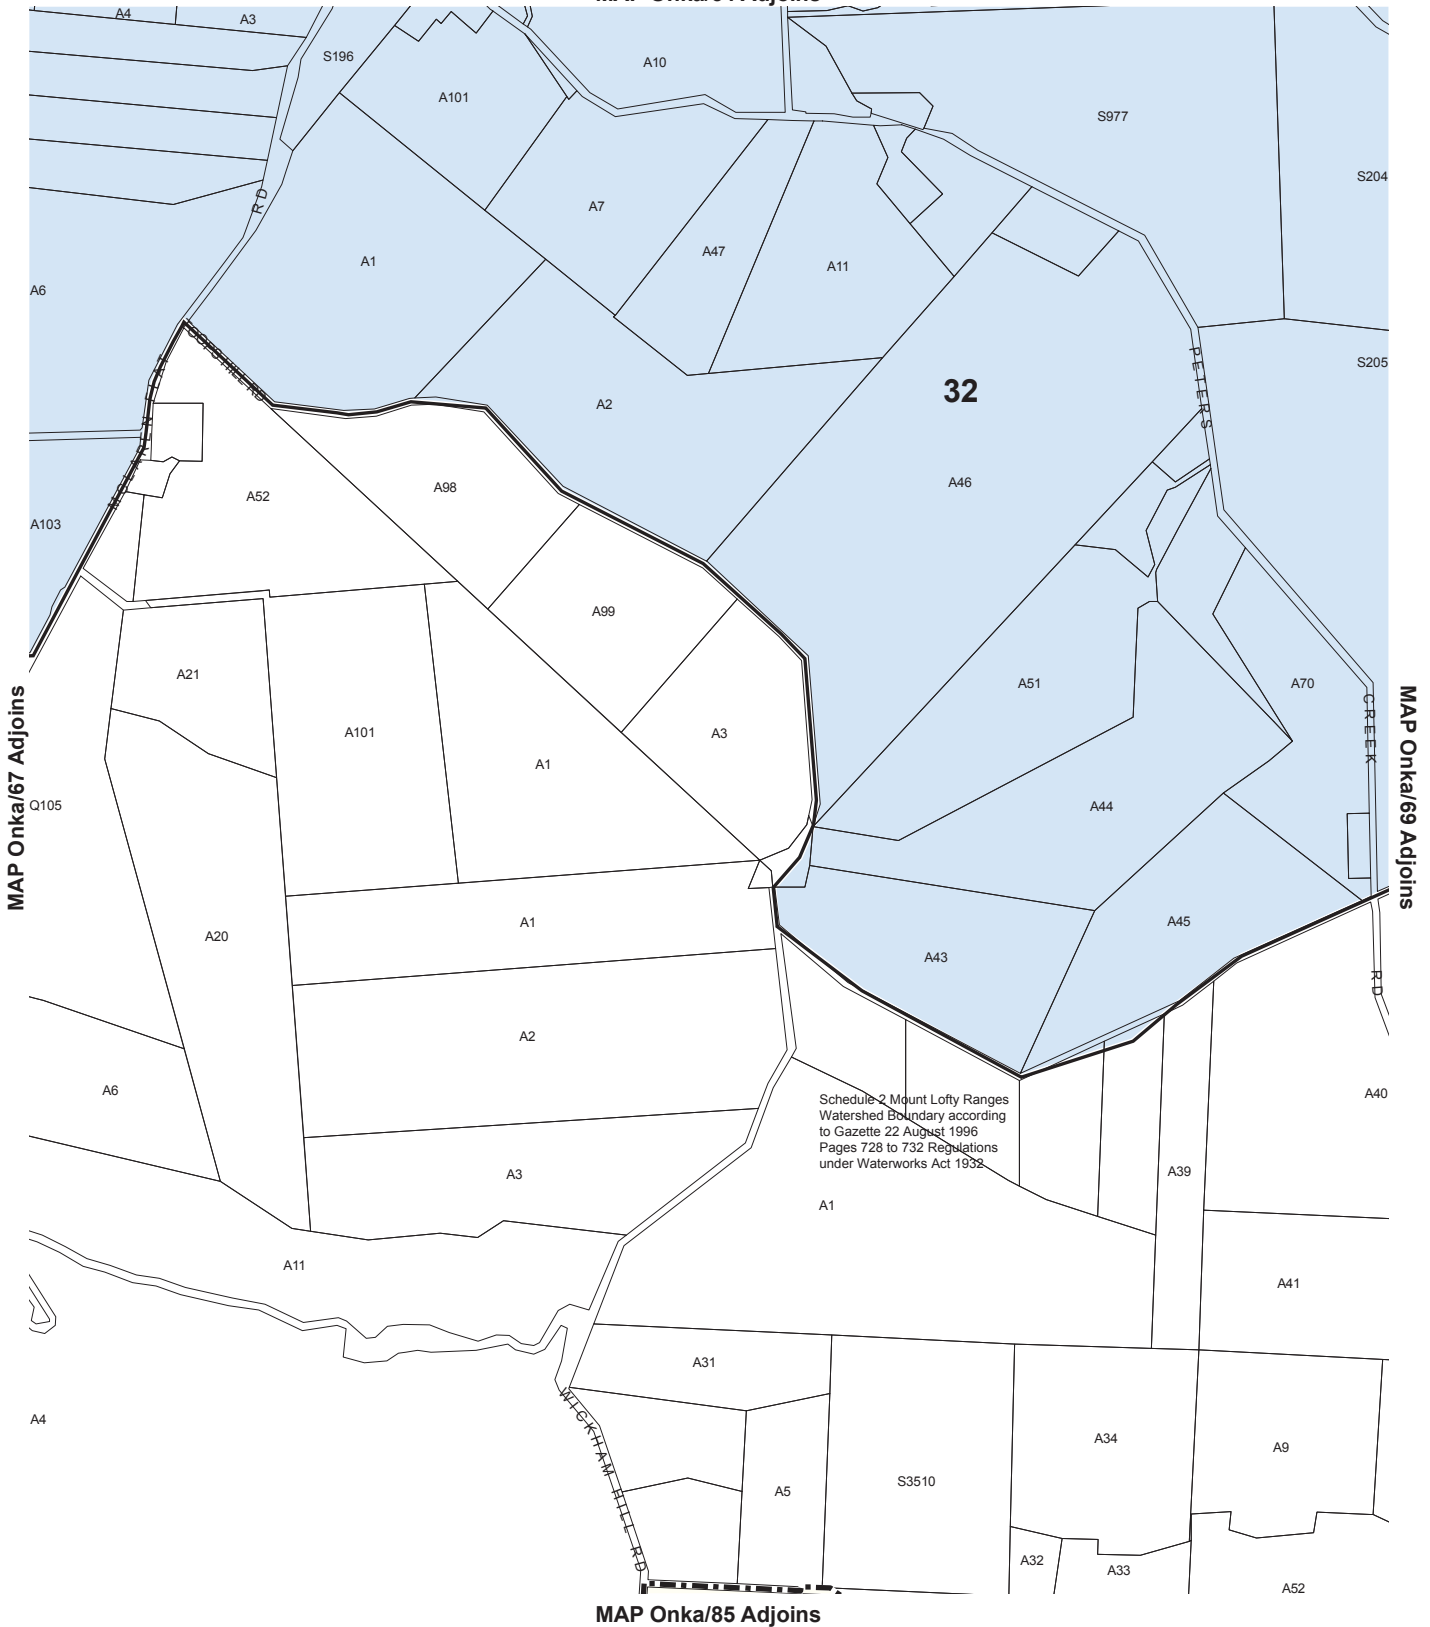 A4
A3
S196
A10
A101
S977
S204
RD
A7
A47
A11
A1
A6
A2
32
S205
PETERS
A98
A46
A52
A103
A99
A51
A70
A21
A101
A3
CREEK
A1
MAP Onka/67 Adjoins
MAP Onka/69 Adjoins
Q105
A44
A1
A45
A20
A43
RD
A2
A6
Schedule 2 Mount Lofty Ranges
Watershed Boundary according
to Gazette 22 August 1996
Pages 728 to 732 Regulations
under Waterworks Act 1932
A40
A3
A39
A1
A11
A41
A31
A4
WICKHAM HILL RD
A34
A9
A5
S3510
A32
A33
A52
MAP Onka/85 Adjoins